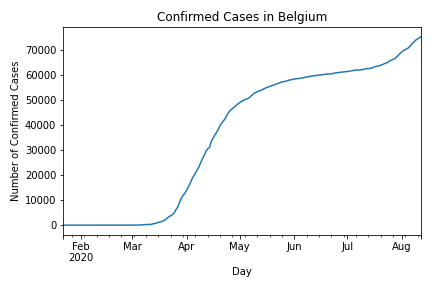 Confirmed Cases in Belgium
Number of Confirmed Cases
70000
60000
50000
40000
30000
20000
10000
0
Feb Mar Apr May Jun Jul Aug
2020
Day